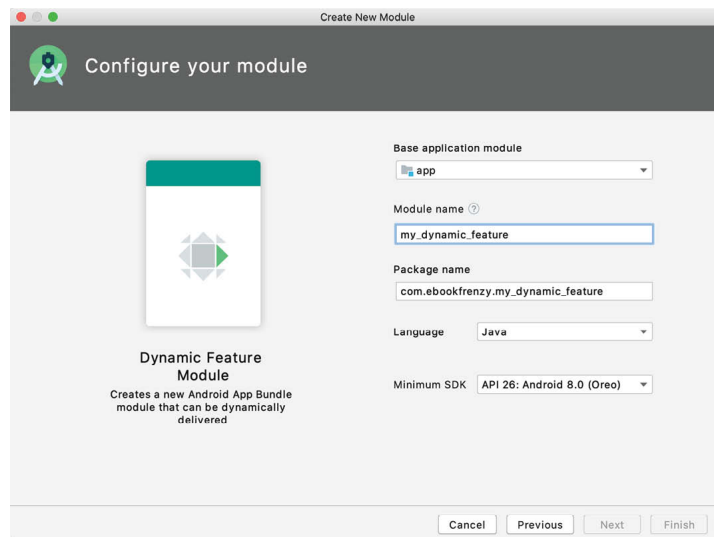 Create New Module
Configure your module
Base application module
app
Module name ?
my_dynamic_feature
Package name
com.ebookfrenzy.my_dynamic_feature
Language Java
Minimum SDK API 26: Android 8.0 (Oreo)
Dynamic Feature
Module
Creates a new Android App Bundle
module that can be dynamically
delivered
Cancel Previous Next Finish